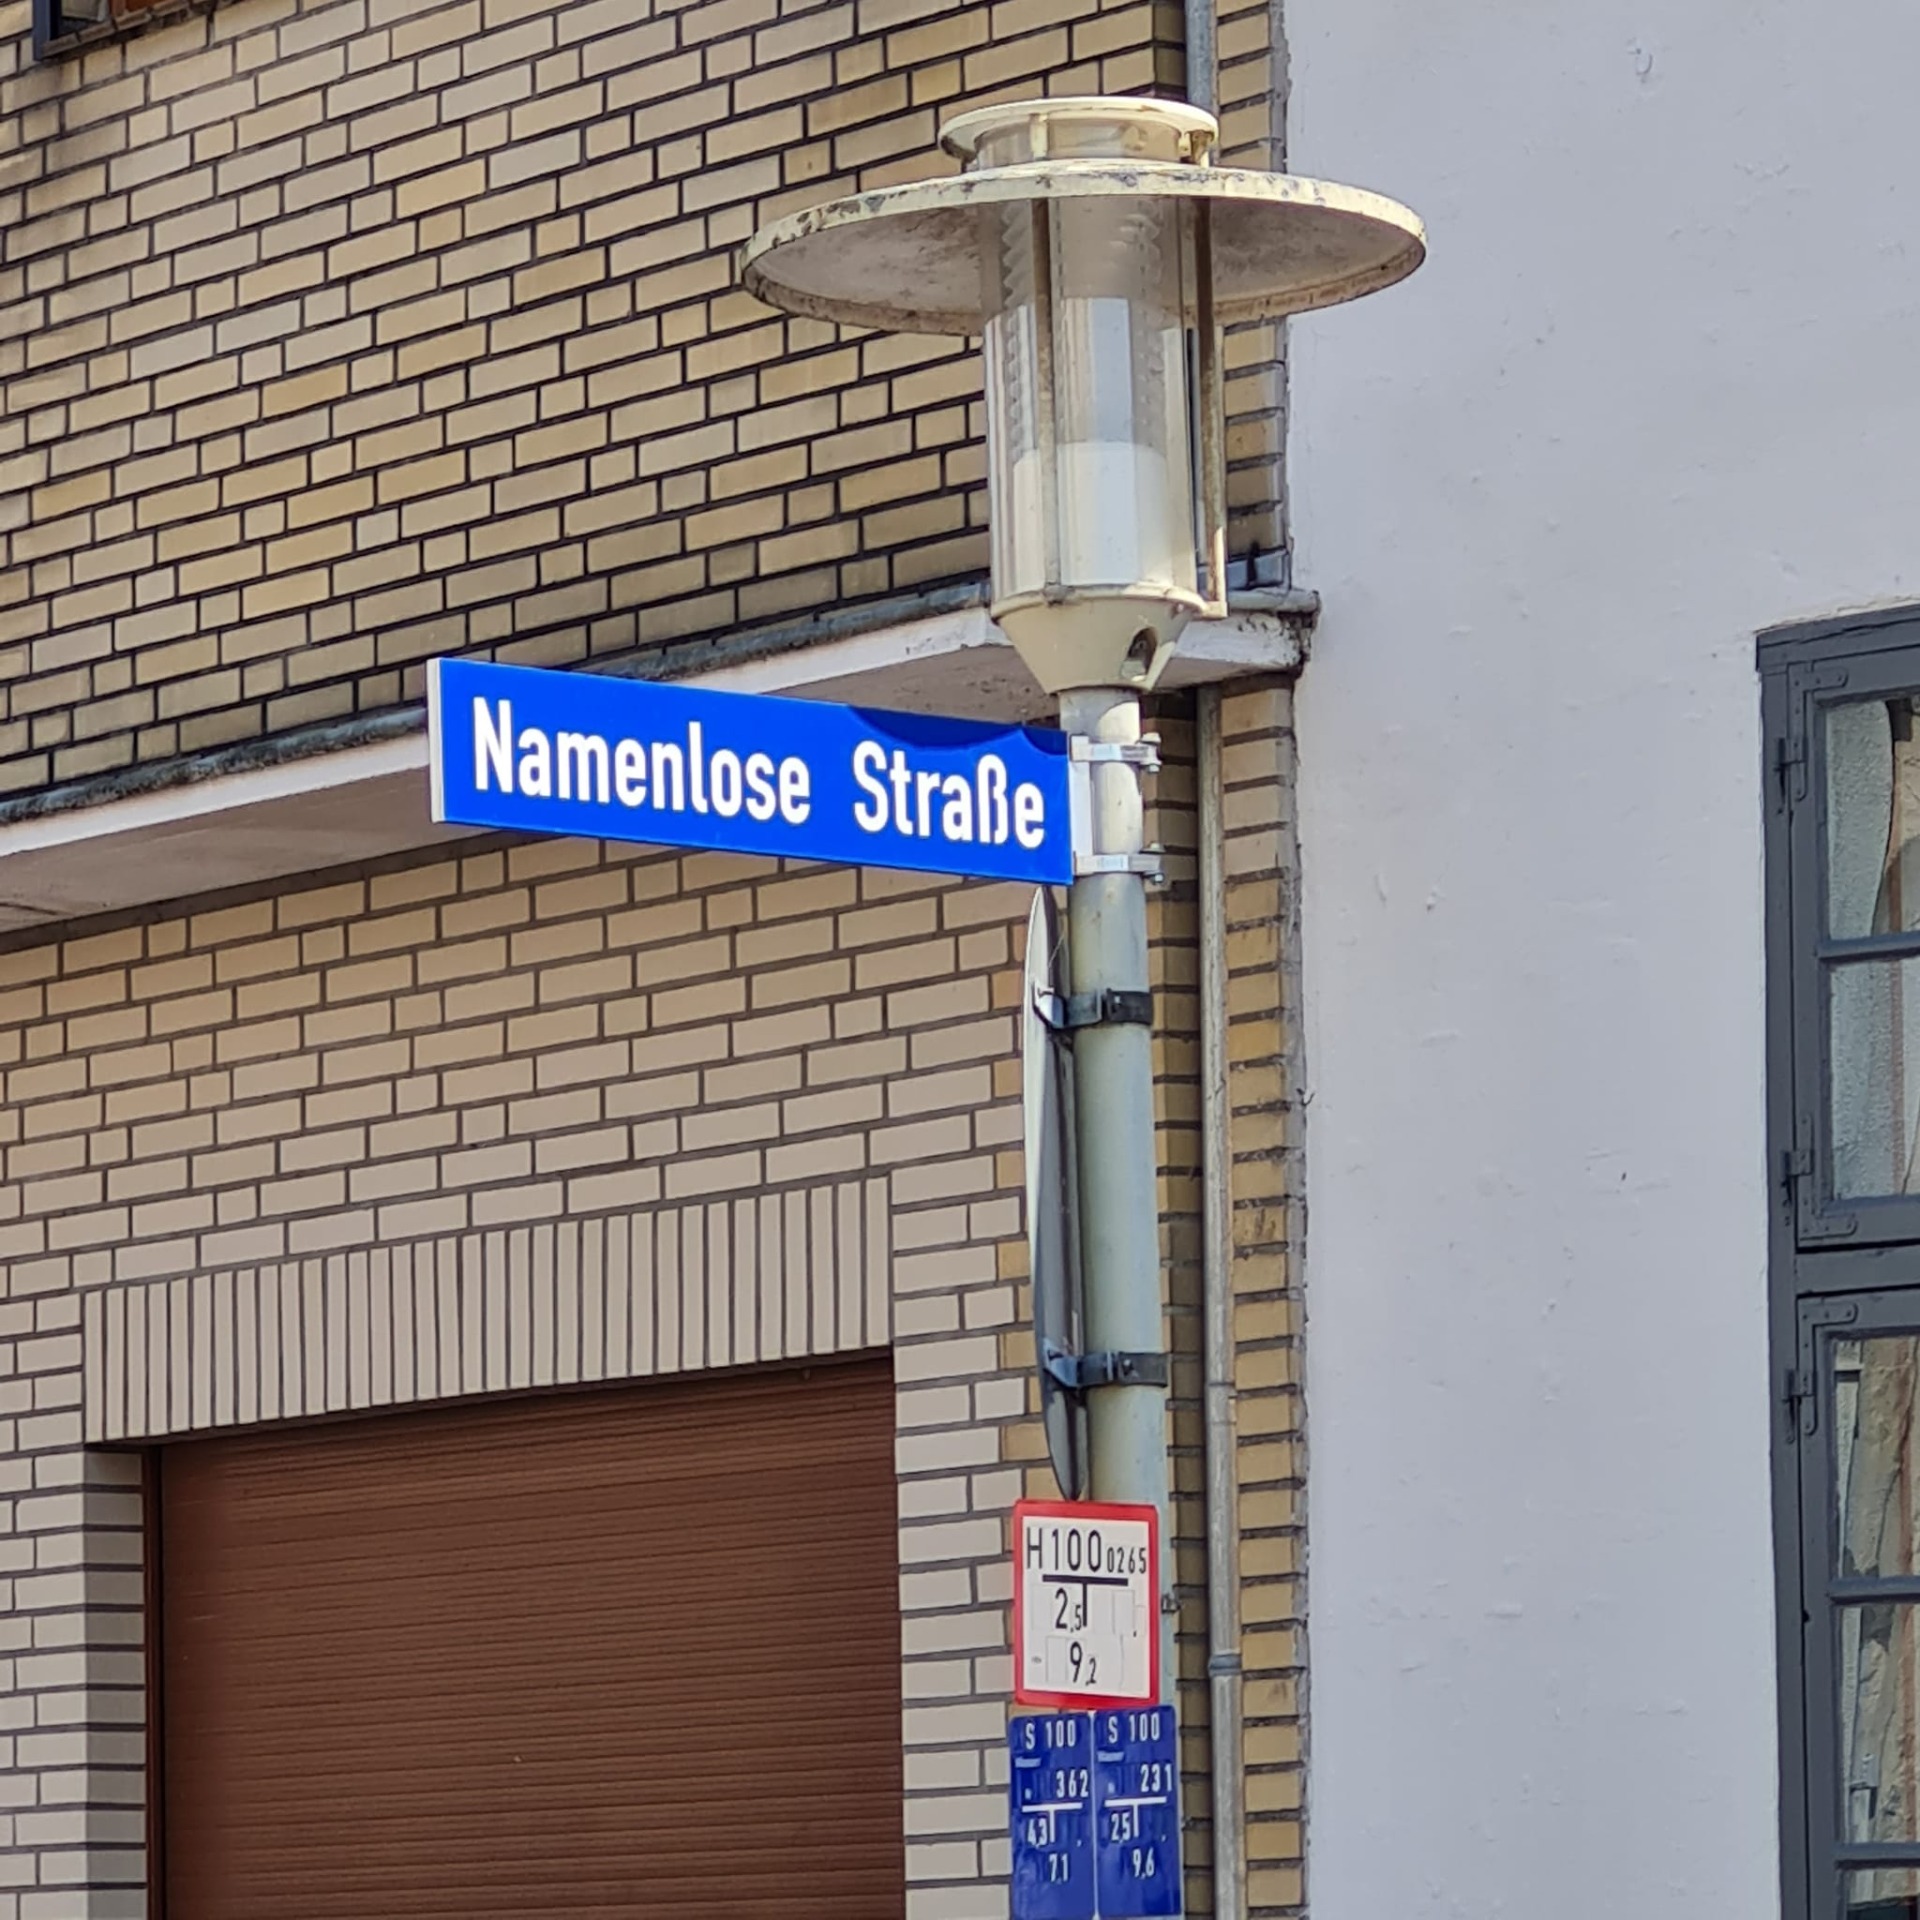 Namenlose Straße
H100 0265
2,5
9,2
S 100 S 100
362 231
4,3 2,5
7,1 9,6